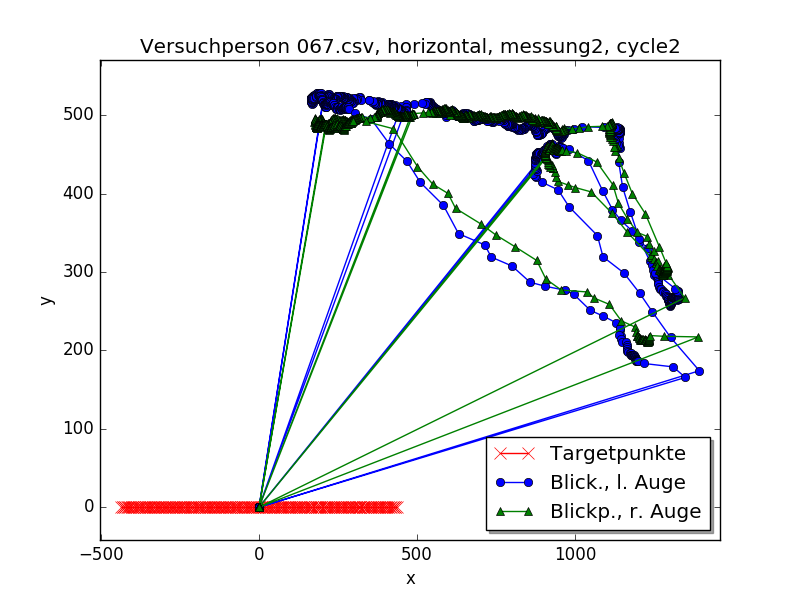 Versuchperson 067.csv, horizontal, messung2, cycle2
y
500
400
300
200
100
0
−500
0
500
1000
x
Targetpunkte
Blick., l. Auge
Blickp., r. Auge